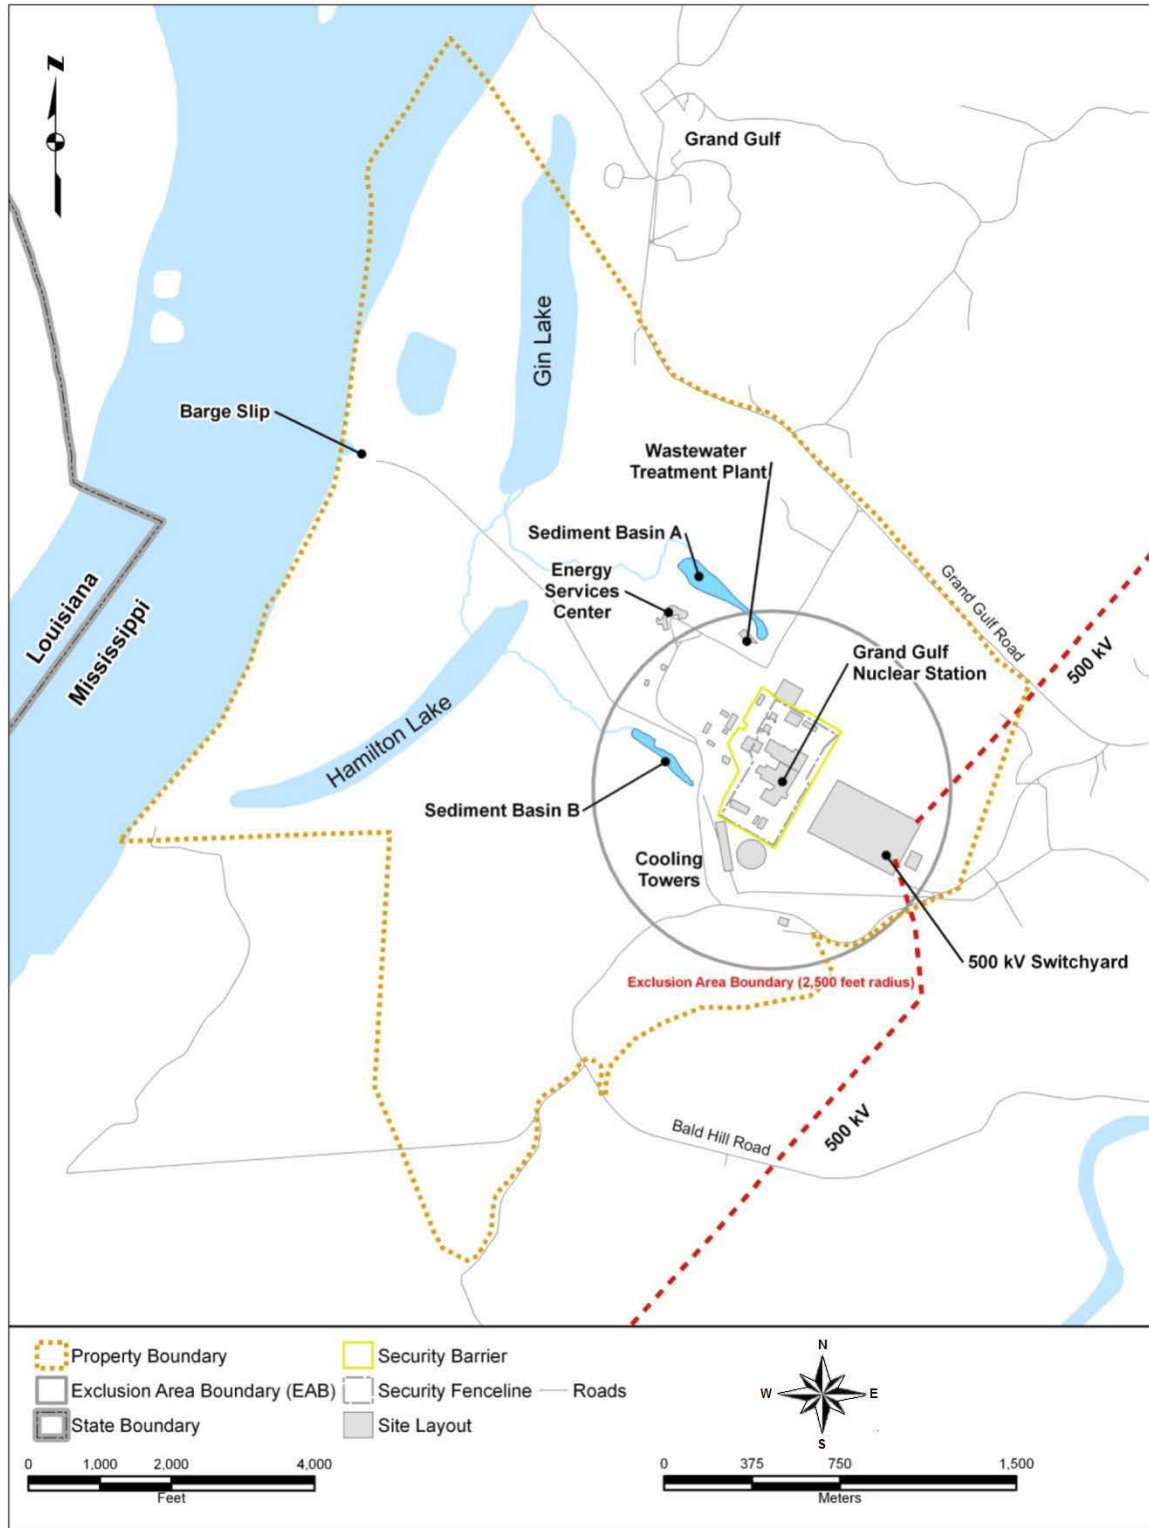 N
Grand Gulf
Gin Lake
Barge Slip
Wastewater
Treatment Plant
Sediment Basin A
Energy
Services
Center
Grand Gulf Road
500 kV
Louisiana
Mississippi
Grand Gulf
Nuclear Station
Hamilton Lake
Sediment Basin B
Cooling
Towers
500 kV Switchyard
Exclusion Area Boundary (2,500 feet radius)
500 kV
Bald Hill Road
Property Boundary
Exclusion Area Boundary (EAB)
State Boundary
Security Barrier
Security Fenceline
Roads
Site Layout
N
W
E
S
0 1,000 2,000 4,000
Feet
0 375 750 1,500
Meters